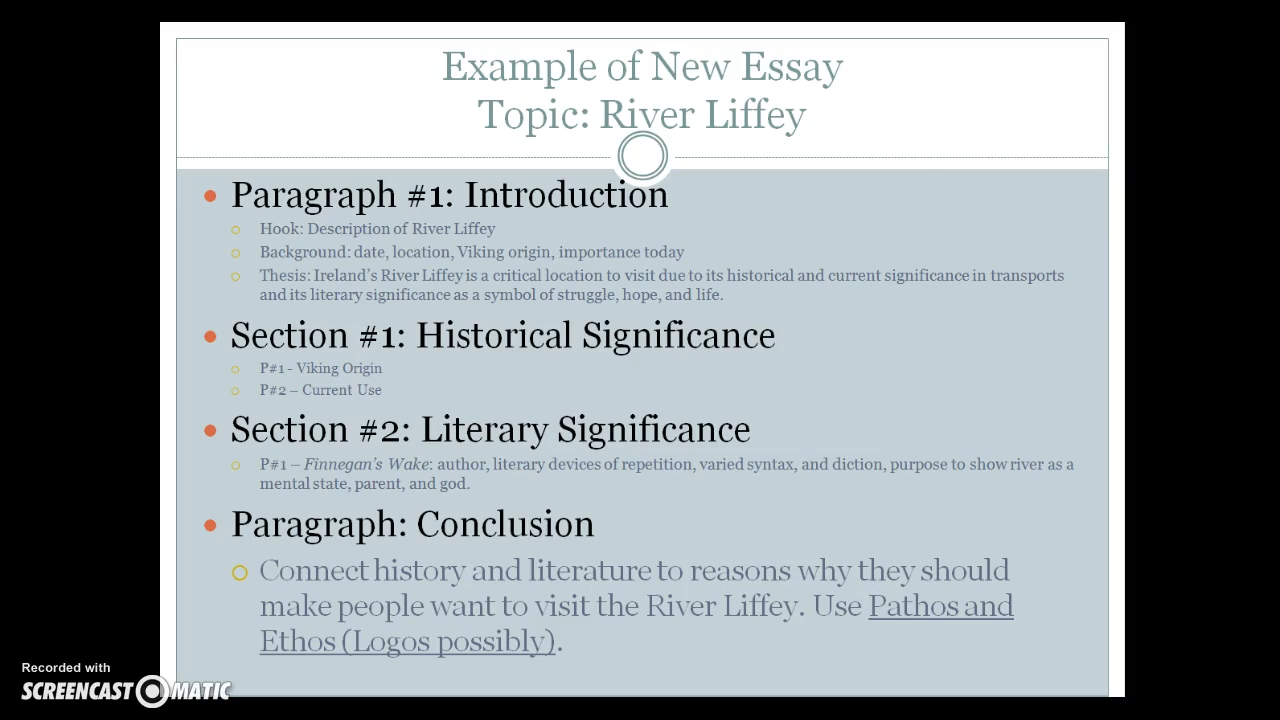 Example of New Essay
Topic: River Liffey
Paragraph #1: Introduction
Hook: Description of River Liffey
Background: date, location, Viking origin, importance today
Thesis: Ireland's River Liffey is a critical location to visit due to its historical and current significance in transports
and its literary significance as a symbol of struggle, hope, and life.
Section #1: Historical Significance
P#1 - Viking Origin
P#2 – Current Use
Section #2: Literary Significance
P#1 – Finnegan's Wake: author, literary devices of repetition, varied syntax, and diction, purpose to show river as a
mental state, parent, and god.
Paragraph: Conclusion
Connect history and literature to reasons why they should
make people want to visit the River Liffey. Use Pathos and
Ethos (Logos possibly).
Recorded with
SCREENCAST MATIC